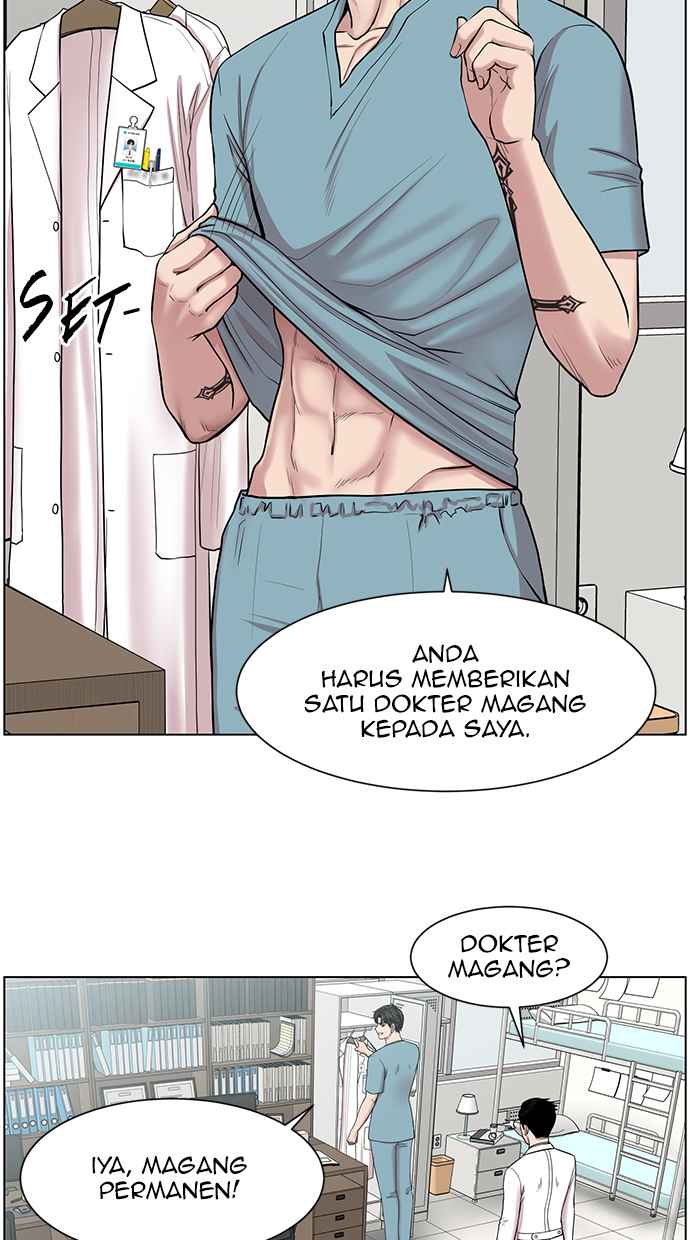 SET-
ANDA
HARUS MEMBERIKAN
SATU DOKTER MAGANG
KEPADA SAYA.
DOKTER
MAGANG?
IYA, MAGANG
PERMANEN!